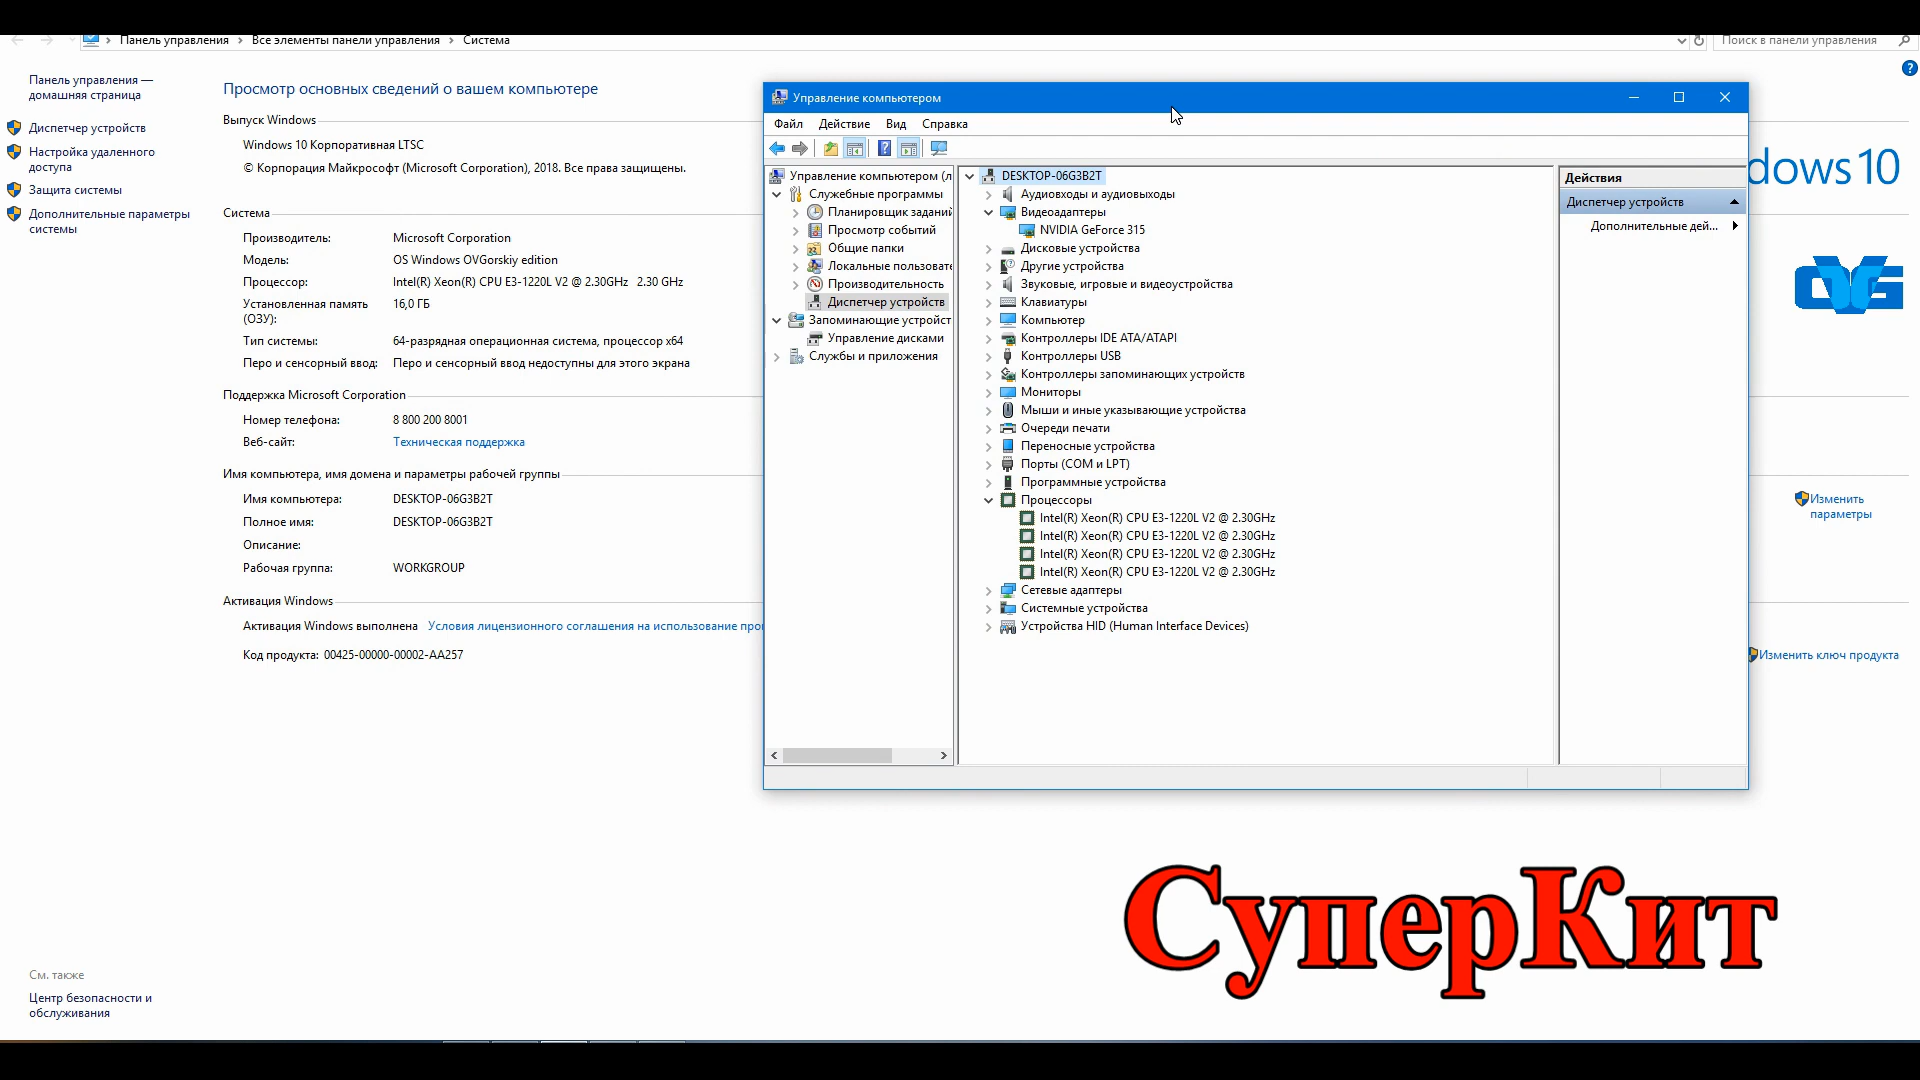 Панель управления
Все элементы панели управления
Система
Поиск в панели управления
Панель управления —
домашняя страница
Диспетчер устройств
Настройка удаленного
доступа
Защита системы
Дополнительные параметры
системы
См. также
Центр безопасности и
обслуживания
Просмотр основных сведений о вашем компьютере
Выпуск Windows
Windows 10 Корпоративная LTSC
© Корпорация Майкрософт (Microsoft Corporation), 2018. Все права защищены.
Система
Производитель: Microsoft Corporation
Модель: OS Windows OVGorskiy edition
Процессор: Intel(R) Xeon(R) CPU E3-1220L V2 @ 2.30GHz 2.30 GHz
Установленная память
(ОЗУ): 16,0 ГБ
Тип системы: 64-разрядная операционная система, процессор x64
Перо и сенсорный ввод: Перо и сенсорный ввод недоступны для этого экрана
Поддержка Microsoft Corporation
Номер телефона: 8 800 200 8001
Веб-сайт: Техническая поддержка
Имя компьютера, имя домена и параметры рабочей группы
Имя компьютера: DESKTOP-06G3B2T
Полное имя: DESKTOP-06G3B2T
Описание:
Рабочая группа: WORKGROUP
Активация Windows
Активация Windows выполнена Условия лицензионного соглашения на использование про
Код продукта: 00425-00000-00002-AA257
Управление компьютером
Файл Действие Вид Справка
Управление компьютером (л
Служебные программы
Планировщик заданий
Просмотр событий
Общие папки
Локальные пользовате
Производительность
Диспетчер устройств
Запоминающие устройст
Управление дисками
Службы и приложения
DESKTOP-06G3B2T
Аудиовходы и аудиовыходы
Видеоадаптеры
NVIDIA GeForce 315
Дисковые устройства
Другие устройства
Звуковые, игровые и видеоустройства
Клавиатуры
Компьютер
Контроллеры IDE ATA/ATAPI
Контроллеры USB
Контроллеры запоминающих устройств
Мониторы
Мыши и иные указывающие устройства
Очереди печати
Переносные устройства
Порты (COM и LPT)
Программные устройства
Процессоры
Intel(R) Xeon(R) CPU E3-1220L V2 @ 2.30GHz
Intel(R) Xeon(R) CPU E3-1220L V2 @ 2.30GHz
Intel(R) Xeon(R) CPU E3-1220L V2 @ 2.30GHz
Intel(R) Xeon(R) CPU E3-1220L V2 @ 2.30GHz
Сетевые адаптеры
Системные устройства
Устройства HID (Human Interface Devices)
Действия
Диспетчер устройств
Дополнительные дей...
dows 10
OVG
Изменить
параметры
Изменить ключ продукта
СуперКит